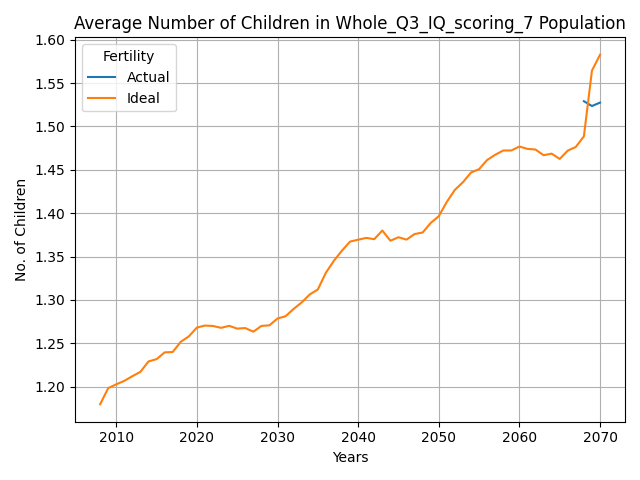 Average Number of Children in Whole_Q3_IQ_scoring_7 Population
Fertility
Actual
Ideal
No. of Children
1.60
1.55
1.50
1.45
1.40
1.35
1.30
1.25
1.20
2010 2020 2030 2040 2050 2060 2070
Years